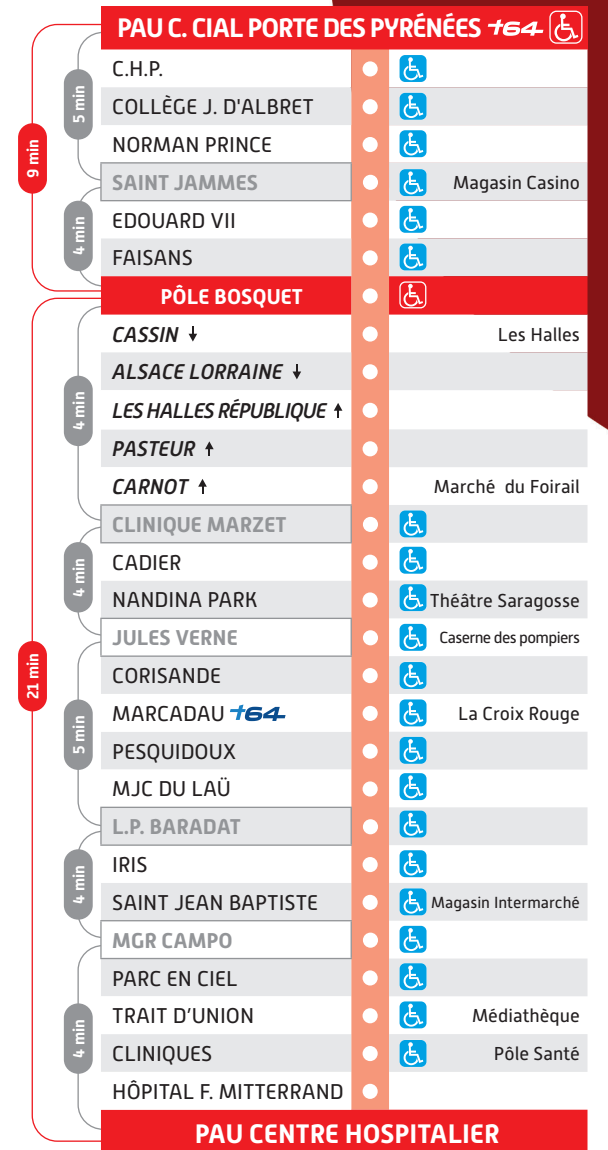 PAU C. CIAL PORTE DES PYRÉNÉES +64
C.H.P.
COLLÈGE J. D'ALBRET
NORMAN PRINCE
SAINT JAMMES Magasin Casino
EDOUARD VII
FAISANS
PÔLE BOSQUET
CASSIN ↓ Les Halles
ALSACE LORRAINE ↓
LES HALLES RÉPUBLIQUE ↑
PASTEUR ↑
CARNOT ↑ Marché du Foirail
CLINIQUE MARZET
CADIER
NANDINA PARK Théâtre Saragosse
JULES VERNE Caserne des pompiers
CORISANDE
MARCADAU +64 La Croix Rouge
PESQUIDOUX
MJC DU LAÜ
L.P. BARADAT
IRIS
SAINT JEAN BAPTISTE Magasin Intermarché
MGR CAMPO
PARC EN CIEL
TRAIT D’UNION Médiathèque
CLINIQUES Pôle Santé
HÔPITAL F. MITTERRAND
PAU CENTRE HOSPITALIER
9 min
5 min
4 min
21 min
4 min
4 min
5 min
4 min
4 min